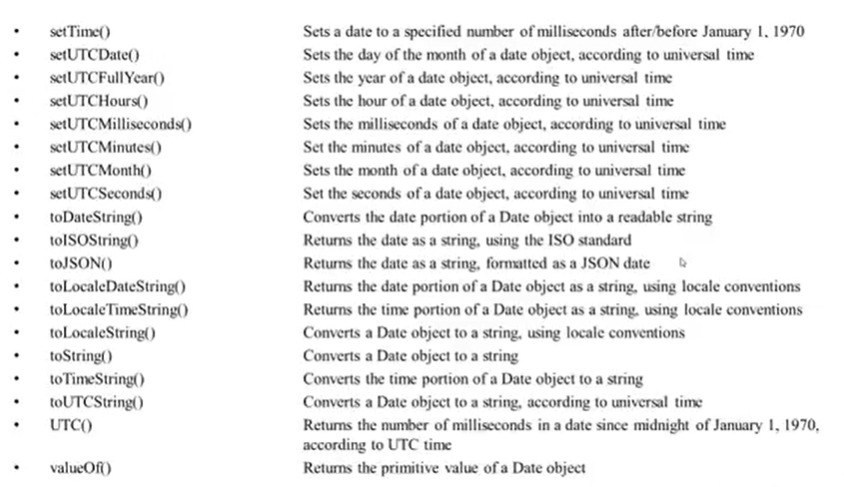 • setTime() Sets a date to a specified number of milliseconds after/before January 1, 1970
• setUTCDate() Sets the day of the month of a date object, according to universal time
• setUTCFullYear() Sets the year of a date object, according to universal time
• setUTCHours() Sets the hour of a date object, according to universal time
• setUTCMilliseconds() Sets the milliseconds of a date object, according to universal time
• setUTCMinutes() Set the minutes of a date object, according to universal time
• setUTCMonth() Sets the month of a date object, according to universal time
• setUTCSeconds() Set the seconds of a date object, according to universal time
• toDateString() Converts the date portion of a Date object into a readable string
• toISOString() Returns the date as a string, using the ISO standard
• toJSON() Returns the date as a string, formatted as a JSON date
• toLocaleDateString() Returns the date portion of a Date object as a string, using locale conventions
• toLocaleTimeString() Returns the time portion of a Date object as a string, using locale conventions
• toLocaleString() Converts a Date object to a string, using locale conventions
• toString() Converts a Date object to a string
• toTimeString() Converts the time portion of a Date object to a string
• toUTCString() Converts a Date object to a string, according to universal time
• UTC() Returns the number of milliseconds in a date since midnight of January 1, 1970,
according to UTC time
• valueOf() Returns the primitive value of a Date object